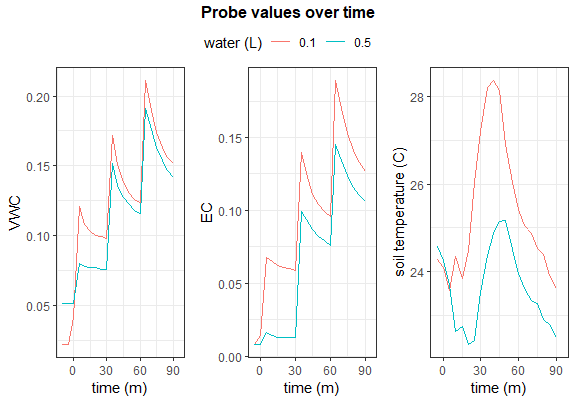 Probe values over time
water (L) 0.1 0.5
VWC
0.20
0.15
0.10
0.05
0 30 60 90
time (m)
EC
0.15
0.10
0.05
0.00
0 30 60 90
time (m)
soil temperature (C)
28
26
24
0 30 60 90
time (m)